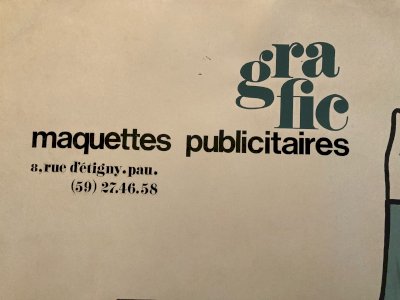 gra
fic
maquettes publicitaires
8, rue d'étigny. pau.
(59) 27.46.58